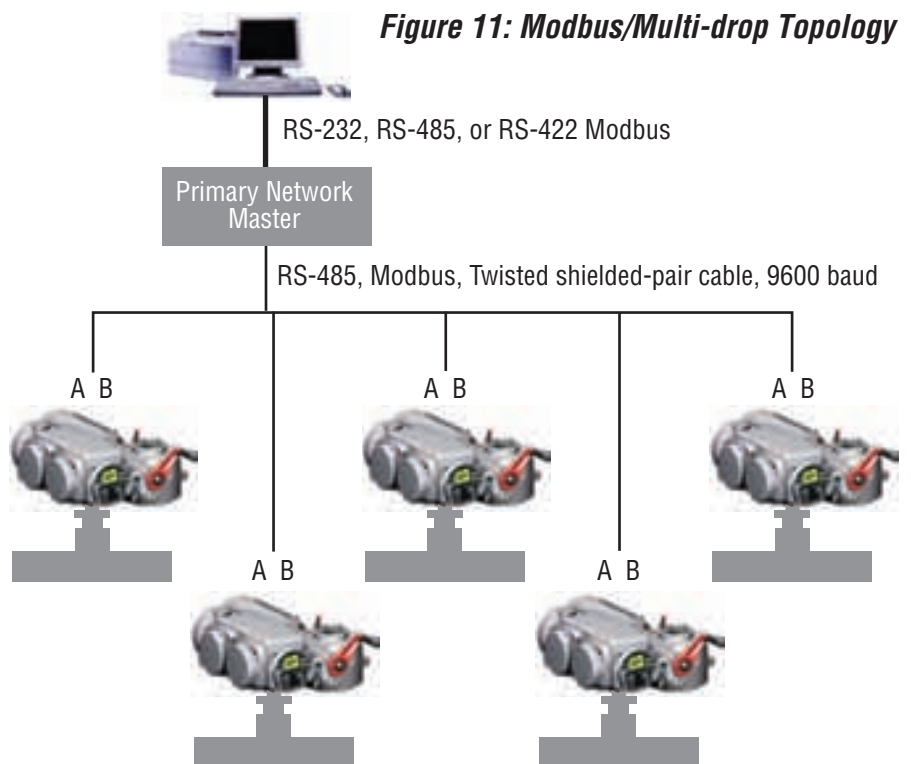 Figure 11: Modbus/Multi-drop Topology
RS-232, RS-485, or RS-422 Modbus
Primary Network
Master
RS-485, Modbus, Twisted shielded-pair cable, 9600 baud
A B
A B
A B
A B
A B